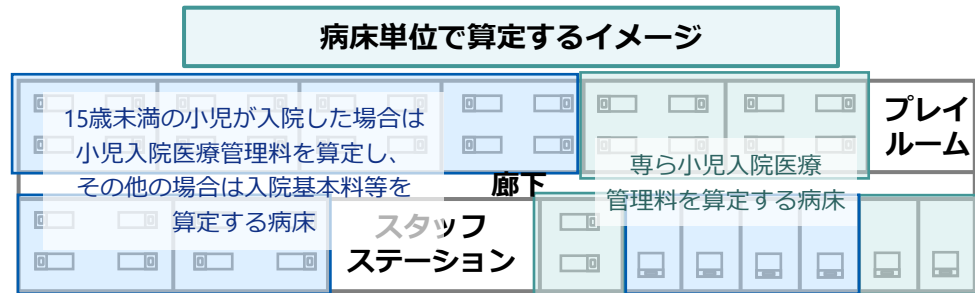 病床単位で算定するイメージ
15歳未満の小児が入院した場合は
小児入院医療管理料を算定し、
その他の場合は入院基本料等を
算定する病床
専ら小児入院医療
管理料を算定する病床
プレイ
ルーム
廊下
スタッフ
ステーション